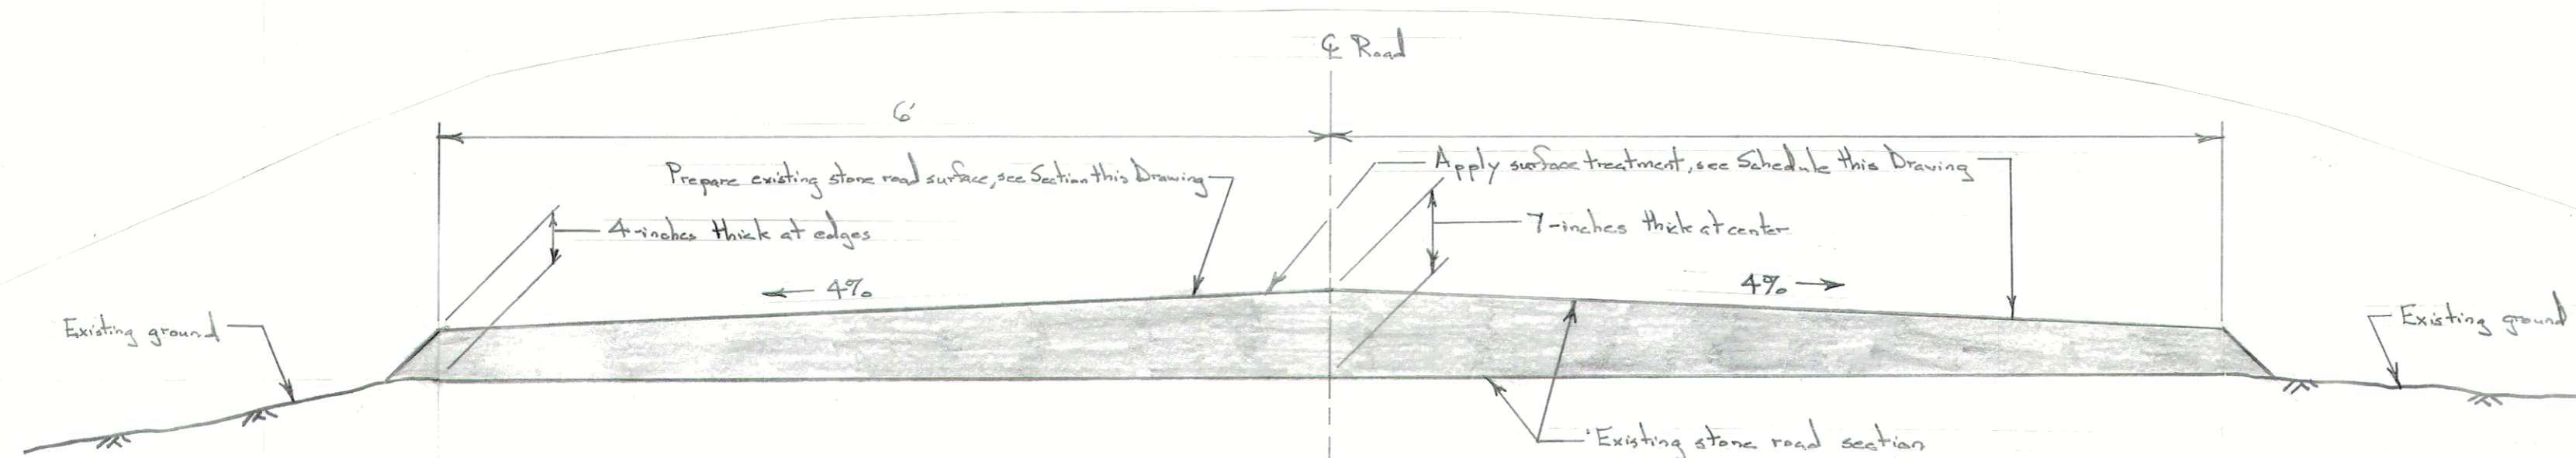 ℄ Road
6'
Prepare existing stone road surface, see Section this Drawing
Apply surface treatment, see Schedule this Drawing
4-inches thick at edges
7-inches thick at center
← 4%
4% →
Existing ground
Existing ground
Existing stone road section